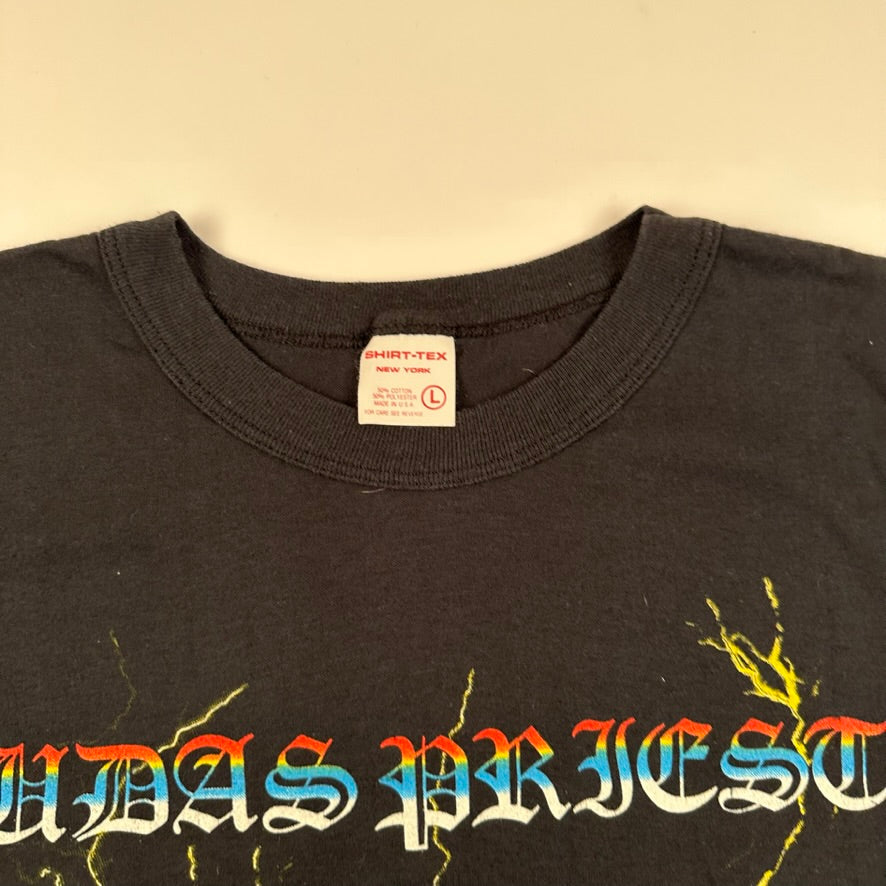 SHIRT-TEX
NEW YORK
50% COTTON
50% POLYESTER
MADE IN U.S.A.
L
FOR CARE SEE REVERSE
UDAS PRIEST